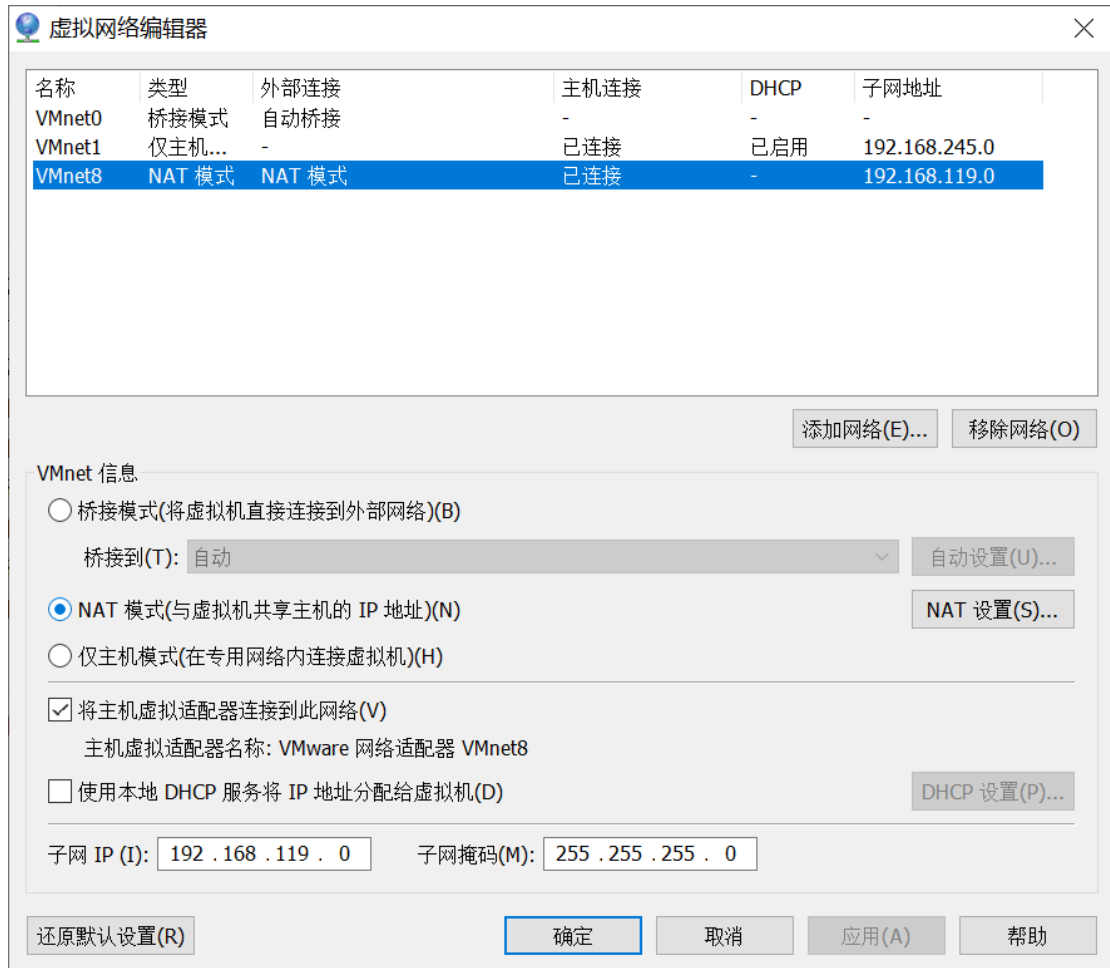 虚拟网络编辑器
名称 类型 外部连接 主机连接 DHCP 子网地址
VMnet0 桥接模式 自动桥接 - - -
VMnet1 仅主机... - 已连接 已启用 192.168.245.0
VMnet8 NAT 模式 NAT 模式 已连接 - 192.168.119.0
添加网络(E)... 移除网络(O)
VMnet 信息
桥接模式(将虚拟机直接连接到外部网络)(B)
桥接到(T): 自动 自动设置(U)...
NAT 模式(与虚拟机共享主机的 IP 地址)(N) NAT 设置(S)...
仅主机模式(在专用网络内连接虚拟机)(H)
将主机虚拟适配器连接到此网络(V)
主机虚拟适配器名称: VMware 网络适配器 VMnet8
使用本地 DHCP 服务将 IP 地址分配给虚拟机(D) DHCP 设置(P)...
子网 IP (I): 192 . 168 . 119 . 0 子网掩码(M): 255 . 255 . 255 . 0
还原默认设置(R) 确定 取消 应用(A) 帮助